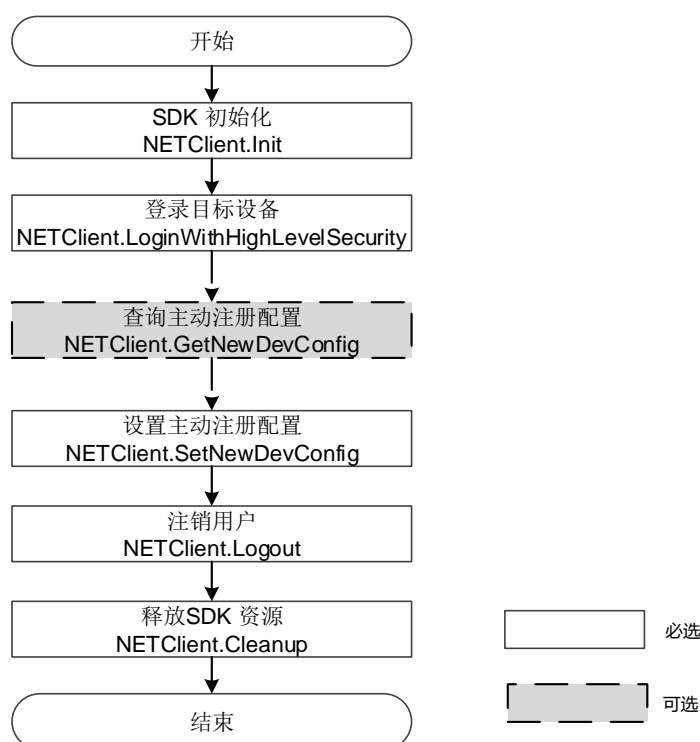 开始
SDK 初始化
NETClient.Init
登录目标设备
NETClient.LoginWithHighLevelSecurity
查询主动注册配置
NETClient.GetNewDevConfig
设置主动注册配置
NETClient.SetNewDevConfig
注销用户
NETClient.Logout
释放SDK 资源
NETClient.Cleanup
结束
必选
可选